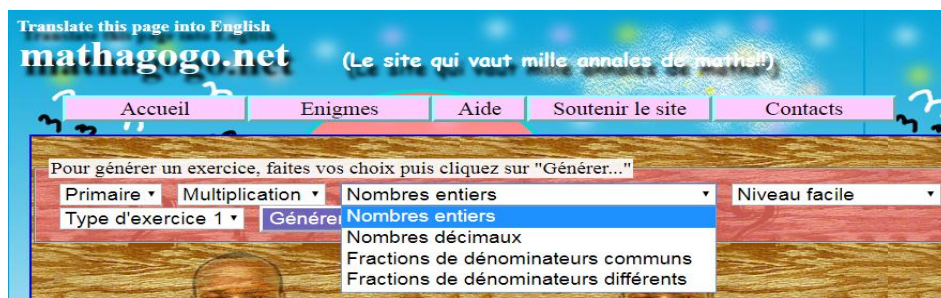 Translate this page into English
mathagogo.net (Le site qui vaut mille annales de maths!!)
Accueil Enigmes Aide Soutenir le site Contacts
Pour générer un exercice, faites vos choix puis cliquez sur "Générer..."
Primaire Multiplication Nombres entiers Niveau facile
Type d'exercice 1 Générer Nombres entiers
Nombres décimaux
Fractions de dénominateurs communs
Fractions de dénominateurs différents